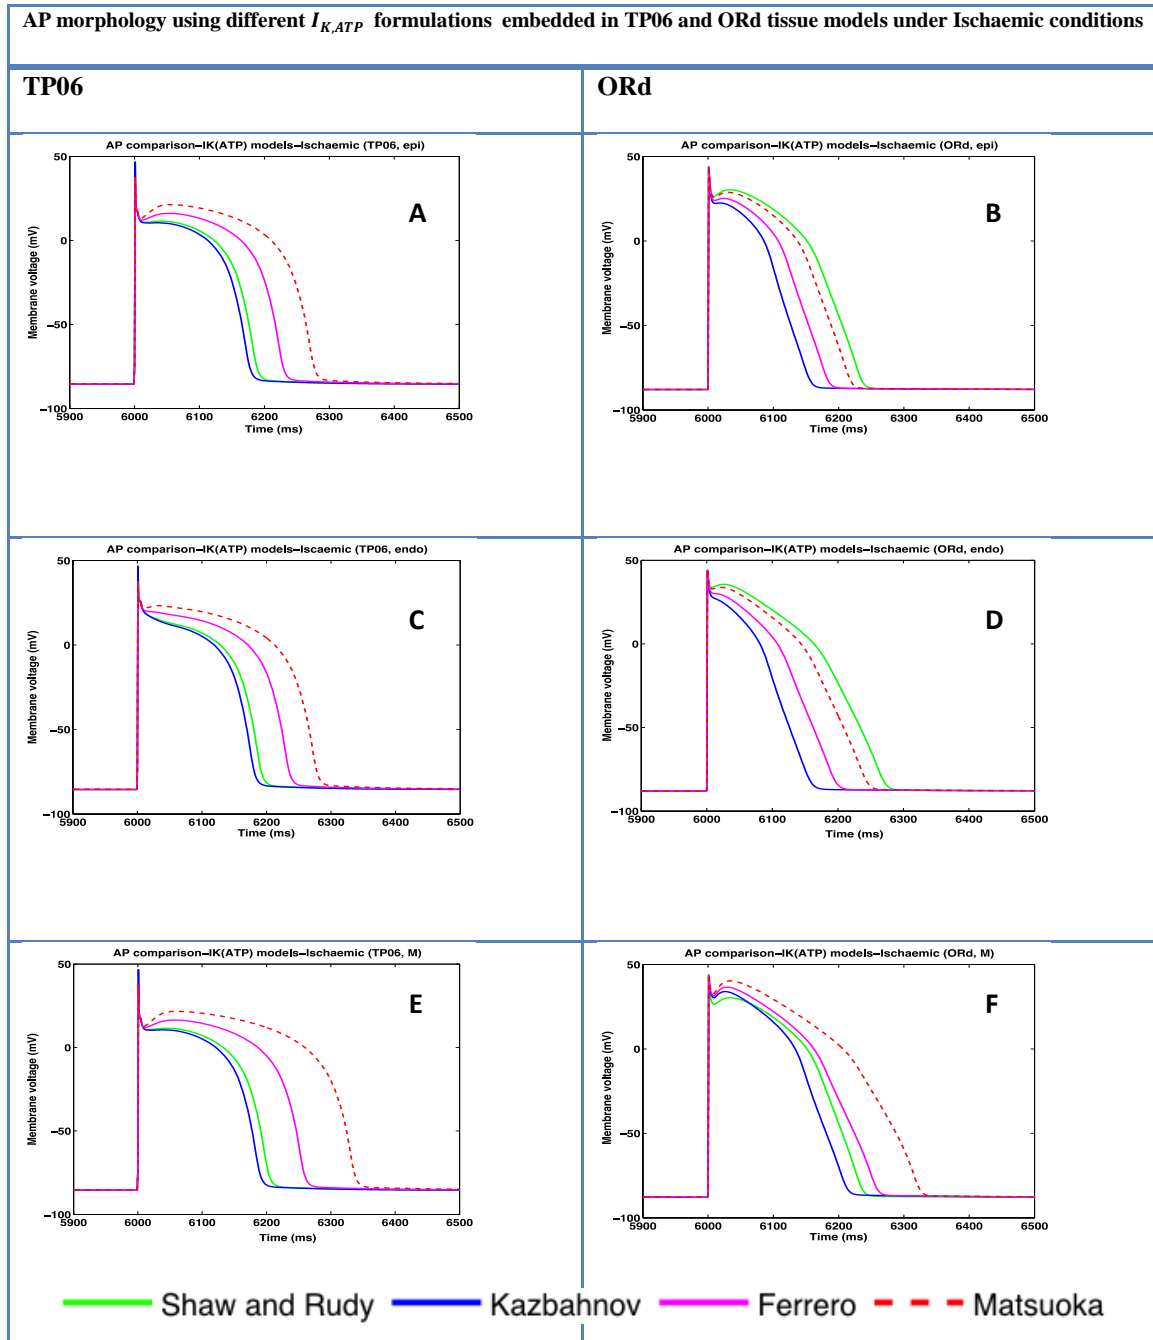 AP morphology using different I_{K,ATP} formulations embedded in TP06 and ORd tissue models under Ischaemic conditions
TP06
ORd
AP comparison–IK(ATP) models–Ischaemic (TP06, epi)
A
Membrane voltage (mV)
50
0
−50
−100
5900 6000 6100 6200 6300 6400 6500
Time (ms)
AP comparison–IK(ATP) models–Ischaemic (ORd, epi)
B
Membrane voltage (mV)
50
0
−50
−100
5900 6000 6100 6200 6300 6400 6500
Time (ms)
AP comparison–IK(ATP) models–Iscaemic (TP06, endo)
C
Membrane voltage (mV)
50
0
−50
−100
5900 6000 6100 6200 6300 6400 6500
Time (ms)
AP comparison–IK(ATP) models–Ischaemic (ORd, endo)
D
Membrane voltage (mV)
50
0
−50
−100
5900 6000 6100 6200 6300 6400 6500
Time (ms)
AP comparison–IK(ATP) models–Ischaemic (TP06, M)
E
Membrane voltage (mV)
50
0
−50
−100
5900 6000 6100 6200 6300 6400 6500
Time (ms)
AP comparison–IK(ATP) models–Ischaemic (ORd, M)
F
Membrane voltage (mV)
50
0
−50
−100
5900 6000 6100 6200 6300 6400 6500
Time (ms)
Shaw and Rudy Kazbahnov Ferrero Matsuoka